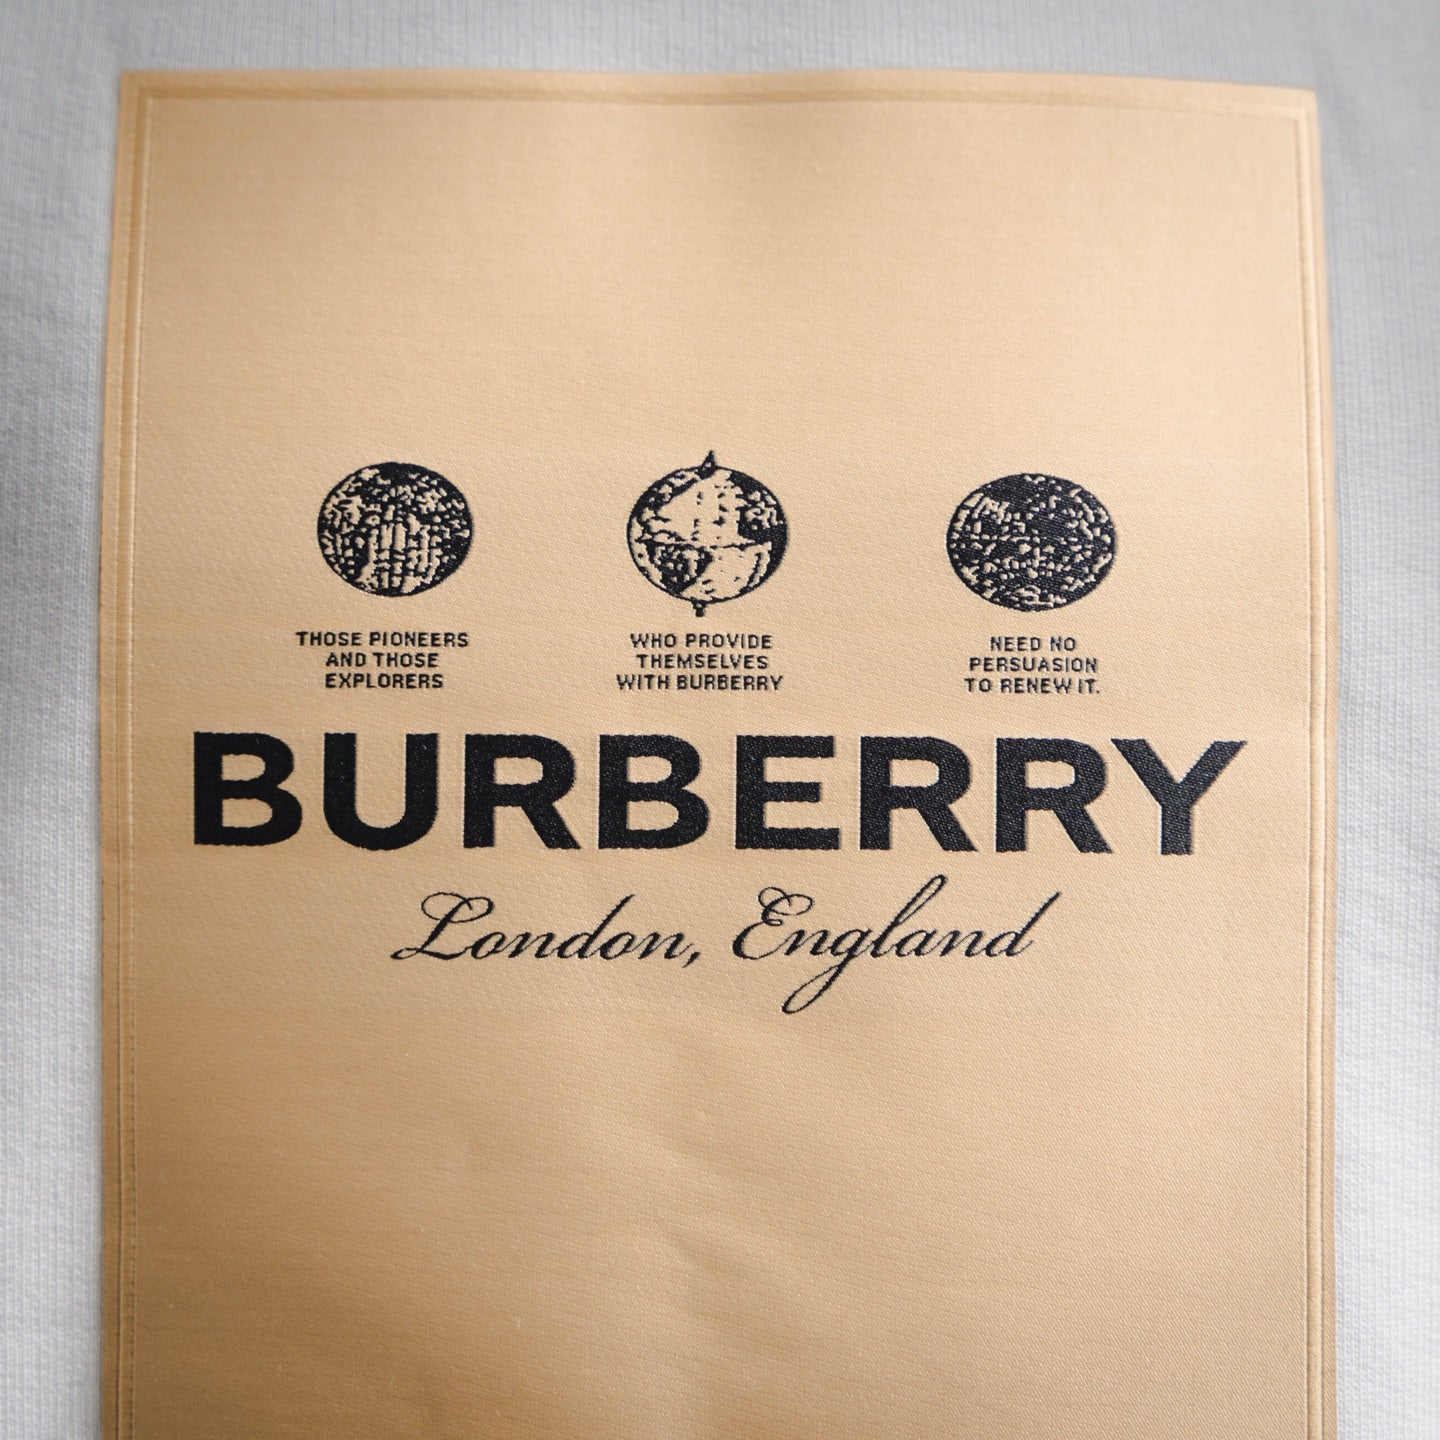 THOSE PIONEERS
AND THOSE
EXPLORERS
WHO PROVIDE
THEMSELVES
WITH BURBERRY
NEED NO
PERSUASION
TO RENEW IT.
BURBERRY
London, England